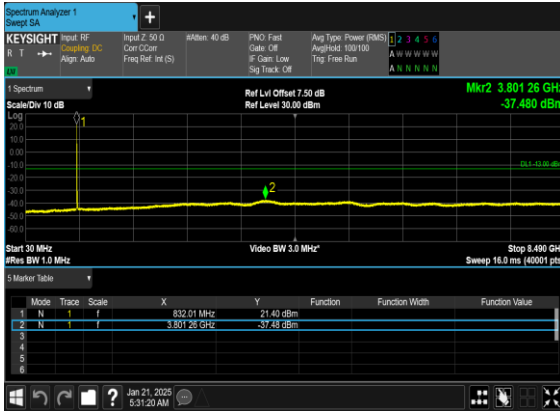 Spectrum Analyzer 1
Swept SA
+
KEYSIGHT Input: RF Input Z: 50 Ω #Atten: 40 dB PNO: Fast Avg Type: Power (RMS) 1 2 3 4 5 6
R T Coupling: DC Corr CCorr Gate: Off Avg|Hold: 100/100 A W W W W W
Align: Auto Freq Ref: Int (S) IF Gain: Low Trig: Free Run
Sig Track: Off A N N N N N
LXI
1 Spectrum
Ref Lvl Offset 7.50 dB Mkr2 3.801 26 GHz
Scale/Div 10 dB Ref Level 30.00 dBm -37.480 dBm
Log
20.0
10.0
0.00
-10.0
-20.0
-30.0
-40.0
-50.0
-60.0
1
DL1 -13.00 dBm
2
Start 30 MHz Video BW 3.0 MHz* Stop 8.490 GHz
#Res BW 1.0 MHz Sweep 16.0 ms (40001 pts)
5 Marker Table
Mode Trace Scale X Y Function Function Width Function Value
1 N 1 f 832.01 MHz 21.40 dBm
2 N 1 f 3.801 26 GHz -37.48 dBm
3
4
5
6
? Jan 21, 2025
5:31:20 AM